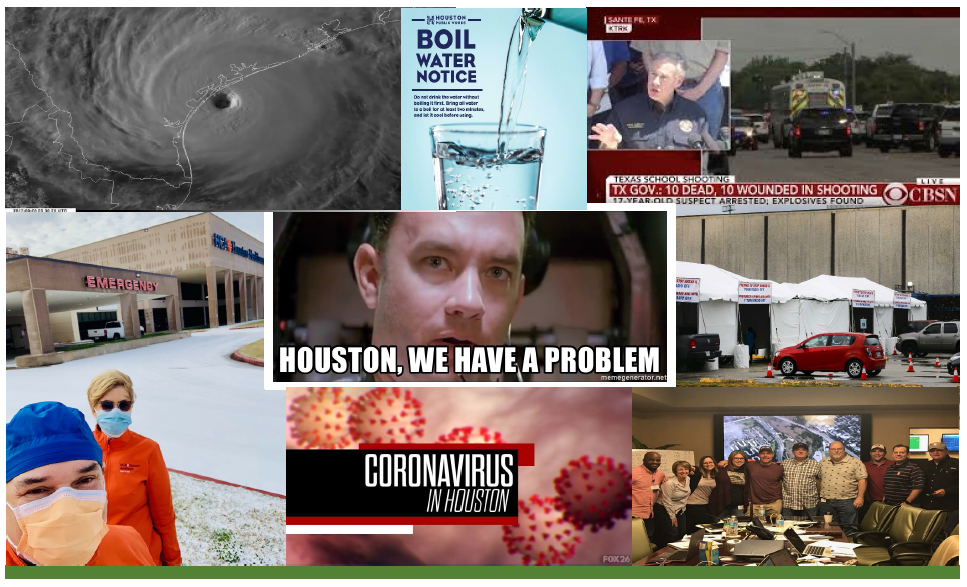 HOUSTON
PUBLIC WORKS
BOIL
WATER
NOTICE
Do not drink the water without
boiling it first. Bring all water
to a boil for at least two minutes,
and let it cool before using.
SANTE FE, TX
KTRK
TEXAS SCHOOL SHOOTING
LIVE
TX GOV.: 10 DEAD, 10 WOUNDED IN SHOOTING
17-YEAR-OLD SUSPECT ARRESTED; EXPLOSIVES FOUND
CBSN
EMERGENCY
HOUSTON, WE HAVE A PROBLEM
memegenerator.net
CORONAVIRUS
IN HOUSTON
FOX26